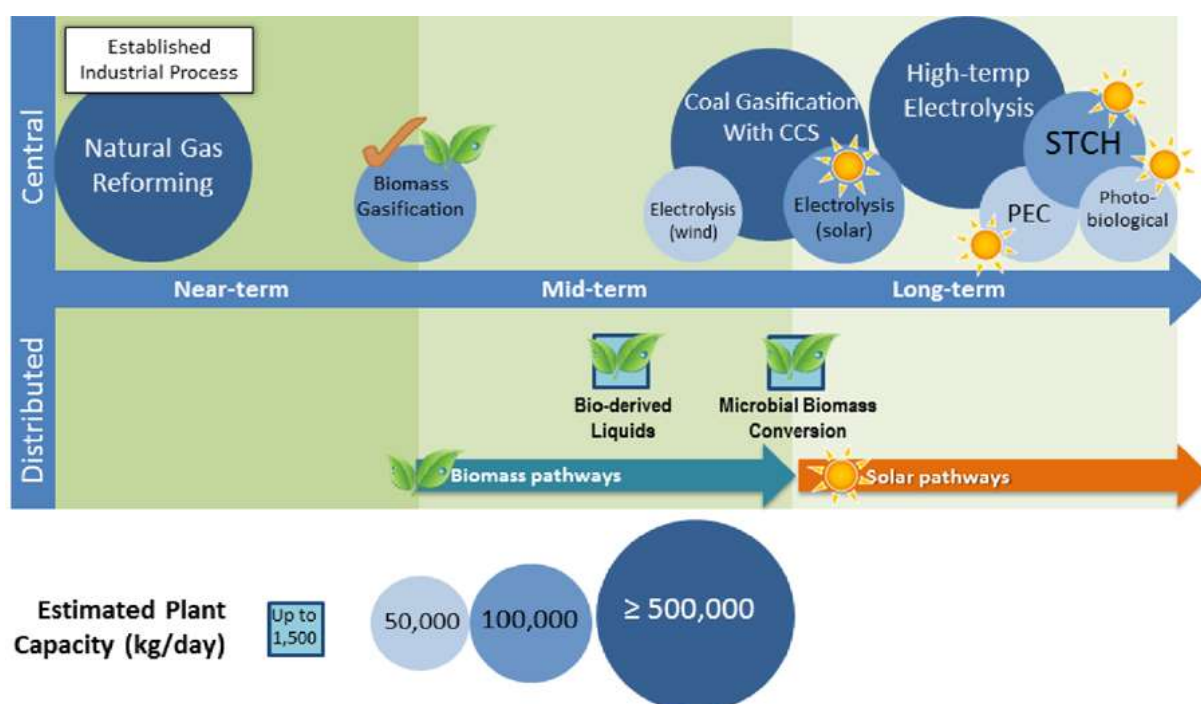 Established
Industrial Process
Central
Natural Gas
Reforming
Biomass
Gasification
Coal Gasification
With CCS
Electrolysis
(wind)
Electrolysis
(solar)
High-temp
Electrolysis
STCH
PEC
Photo-
biological
Near-term
Mid-term
Long-term
Distributed
Bio-derived
Liquids
Microbial Biomass
Conversion
Biomass pathways
Solar pathways
Estimated Plant
Capacity (kg/day)
Up to
1,500
50,000
100,000
≥ 500,000